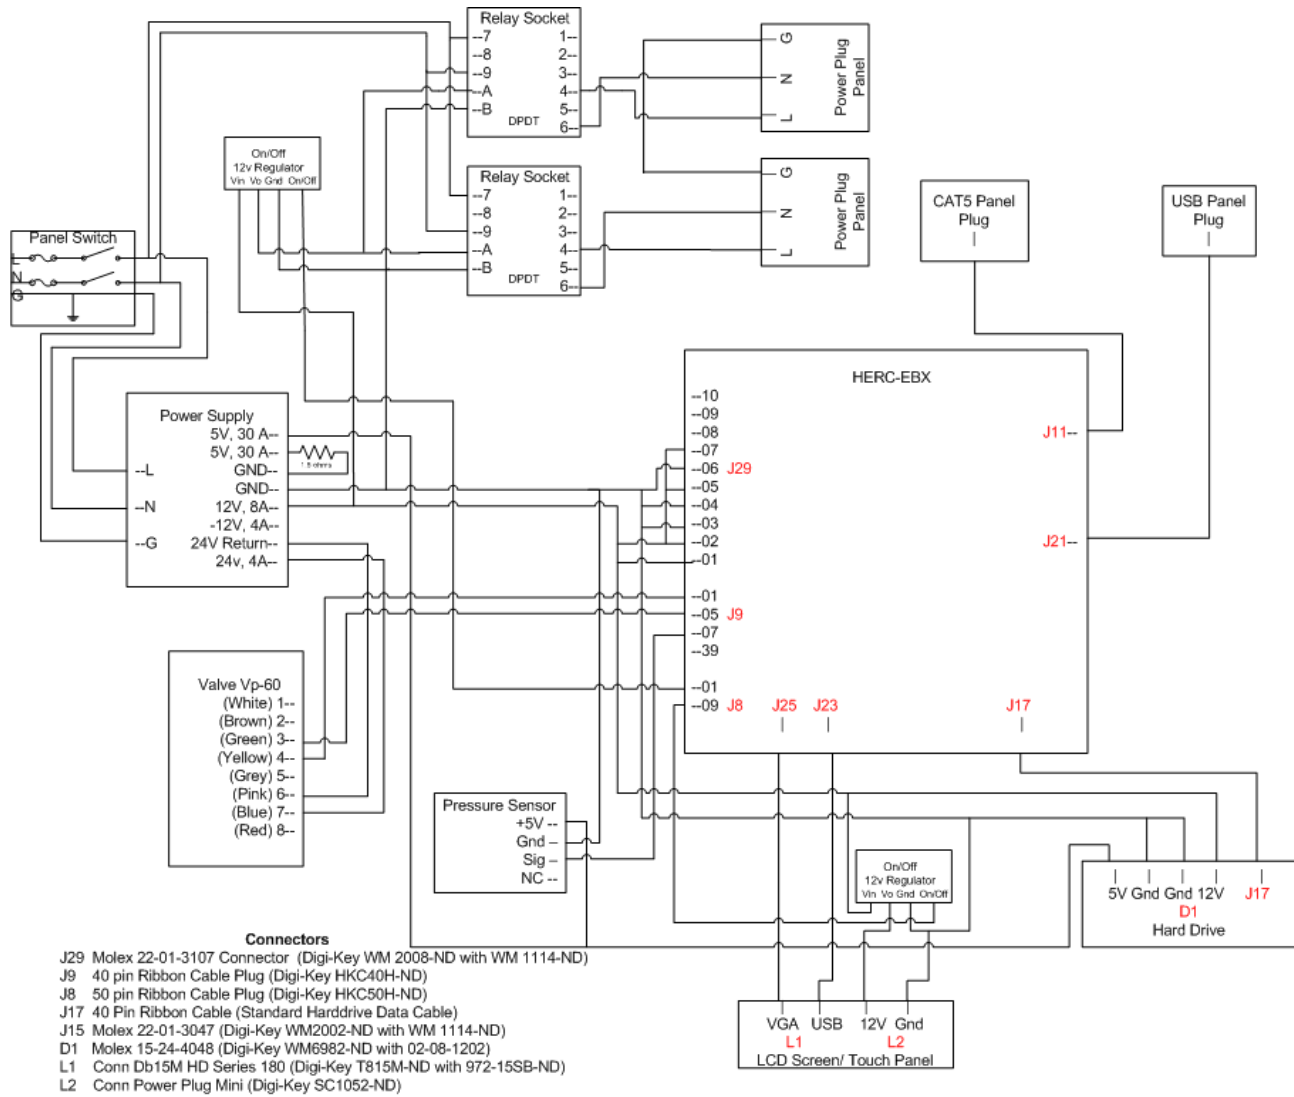 Relay Socket
--7 1--
--8 2--
--9 3--
--A 4--
--B 5--
DPDT 6--
G
N
L
Power Plug
Panel
On/Off
12v Regulator
Vin Vo Gnd On/Off
Relay Socket
--7 1--
--8 2--
--9 3--
--A 4--
--B 5--
DPDT 6--
G
N
L
Power Plug
Panel
CAT5 Panel
Plug
USB Panel
Plug
Panel Switch
L
N
G
Power Supply
5V, 30 A--
5V, 30 A--
1.5 ohms
GND--
GND--
12V, 8A--
-12V, 4A--
24V Return--
24v, 4A--
--L
--N
--G
HERC-EBX
--10
--09
--08
--07
--06 J29
--05
--04
--03
--02
--01
--01
--05 J9
--07
--39
--01
--09 J8
J25 J23 J17
J11--
J21--
Valve Vp-60
(White) 1--
(Brown) 2--
(Green) 3--
(Yellow) 4--
(Grey) 5--
(Pink) 6--
(Blue) 7--
(Red) 8--
Pressure Sensor
+5V --
Gnd --
Sig --
NC --
On/Off
12v Regulator
Vin Vo Gnd On/Off
5V Gnd Gnd 12V J17
D1
Hard Drive
VGA USB 12V Gnd
L1 L2
LCD Screen/ Touch Panel
Connectors
J29 Molex 22-01-3107 Connector (Digi-Key WM 2008-ND with WM 1114-ND)
J9 40 pin Ribbon Cable Plug (Digi-Key HKC40H-ND)
J8 50 pin Ribbon Cable Plug (Digi-Key HKC50H-ND)
J17 40 Pin Ribbon Cable (Standard Harddrive Data Cable)
J15 Molex 22-01-3047 (Digi-Key WM2002-ND with WM 1114-ND)
D1 Molex 15-24-4048 (Digi-Key WM6982-ND with 02-08-1202)
L1 Conn Db15M HD Series 180 (Digi-Key T815M-ND with 972-15SB-ND)
L2 Conn Power Plug Mini (Digi-Key SC1052-ND)